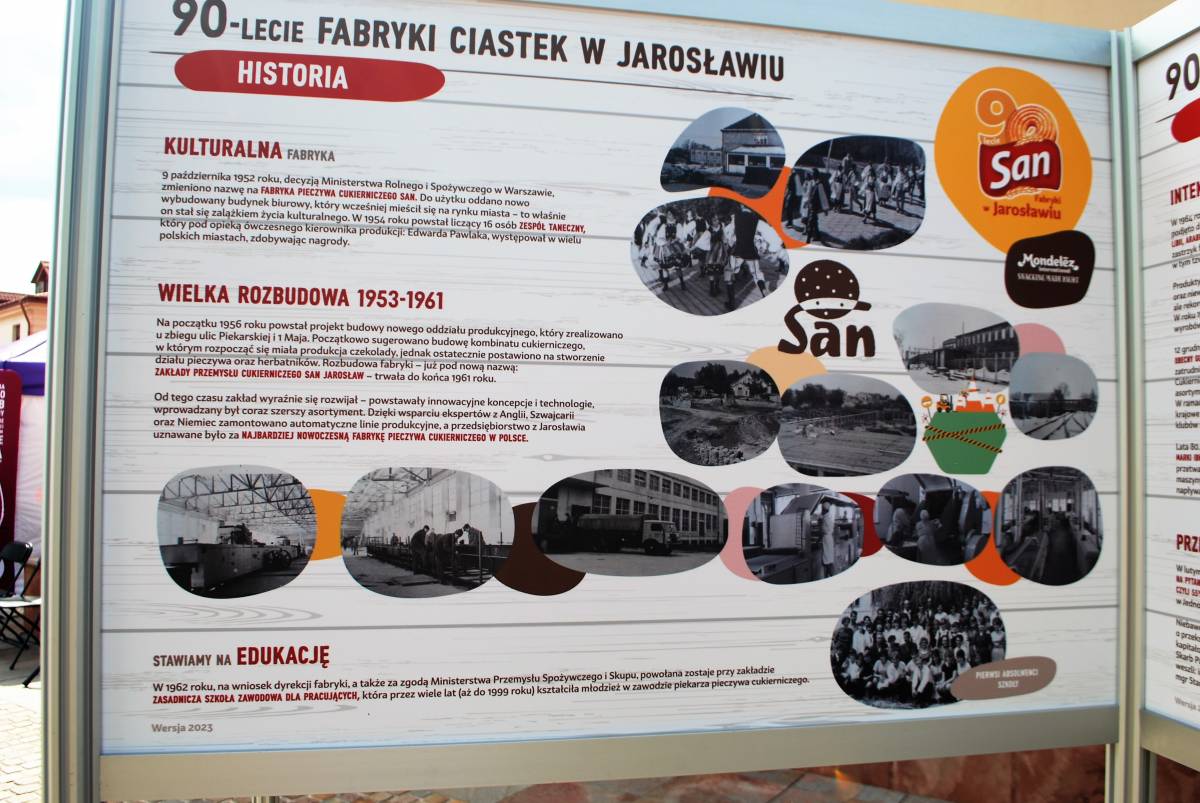 90-LECIE FABRYKI CIASTEK W JAROSŁAWIU
HISTORIA
KULTURALNA FABRYKA
9 października 1952 roku, decyzją Ministerstwa Rolnego i Spożywczego w Warszawie,
zmieniono nazwę na FABRYKA PIECZYWA CUKIERNICZEGO SAN. Do użytku oddano nowo
wybudowany budynek biurowy, który wcześniej mieścił się na rynku miasta – to właśnie
on stał się zalążkiem życia kulturalnego. W 1954 roku powstał liczący 16 osób ZESPÓŁ TANECZNY,
który pod opieką ówczesnego kierownika produkcji: Edwarda Pawlaka, występował w wielu
polskich miastach, zdobywając nagrody.
WIELKA ROZBUDOWA 1953-1961
Na początku 1956 roku powstał projekt budowy nowego oddziału produkcyjnego, który zrealizowano
u zbiegu ulic Piekarskiej i 1 Maja. Początkowo sugerowano budowę kombinatu cukierniczego,
w którym rozpocząć się miała produkcja czekolady, jednak ostatecznie postawiono na stworzenie
działu pieczywa oraz herbatników. Rozbudowa fabryki – już pod nową nazwą:
ZAKŁADY PRZEMYSŁU CUKIERNICZEGO SAN JAROSŁAW – trwała do końca 1961 roku.
Od tego czasu zakład wyraźnie się rozwijał – powstawały innowacyjne koncepcje i technologie,
wprowadzany był coraz szerszy asortyment. Dzięki wsparciu ekspertów z Anglii, Szwajcarii
oraz Niemiec zamontowano automatyczne linie produkcyjne, a przedsiębiorstwo z Jarosławia
uznawane było za NAJBARDZIEJ NOWOCZESNĄ FABRYKĘ PIECZYWA CUKIERNICZEGO W POLSCE.
STAWIAMY NA EDUKACJĘ
W 1962 roku, na wniosek dyrekcji fabryki, a także za zgodą Ministerstwa Przemysłu Spożywczego i Skupu, powołana zostaje przy zakładzie
ZASADNICZA SZKOŁA ZAWODOWA DLA PRACUJĄCYCH, która przez wiele lat (aż do 1999 roku) kształciła młodzież w zawodzie piekarza pieczywa cukierniczego.
Wersja 2023
90
lecie
San
Fabryki
w Jarosławiu
Mondelēz
International
SNACKING MADE RIGHT
San
PIERWSI ABSOLWENCI
SZKOŁY
90